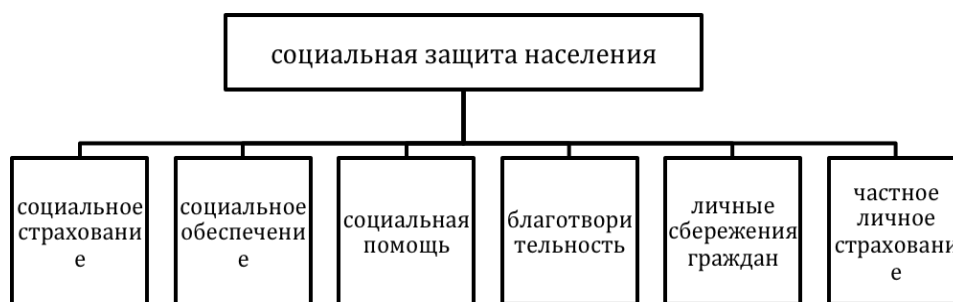 социальная защита населения
социальное
страховани
е
социальное
обеспечени
е
социальная
помощь
благотвори
тельность
личные
сбережения
граждан
частное
личное
страховани
е